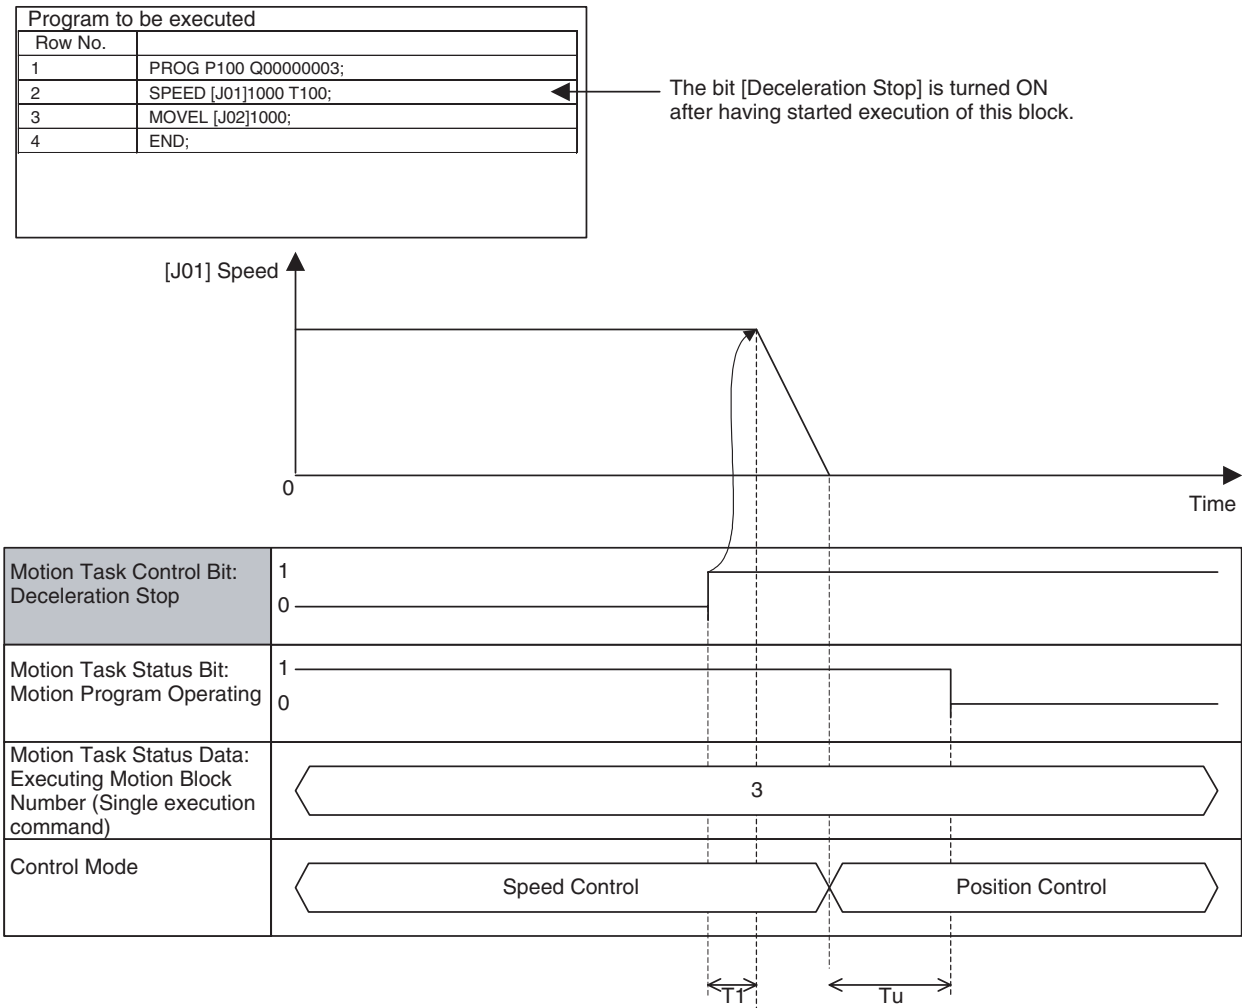 Program to be executed
Row No.
1 PROG P100 Q00000003;
2 SPEED [J01]1000 T100;
3 MOVEL [J02]1000;
4 END;
The bit [Deceleration Stop] is turned ON
after having started execution of this block.
[J01] Speed
0
Time
Motion Task Control Bit:
Deceleration Stop
1
0
Motion Task Status Bit:
Motion Program Operating
1
0
Motion Task Status Data:
Executing Motion Block
Number (Single execution
command)
3
Control Mode
Speed Control
Position Control
T1
Tu